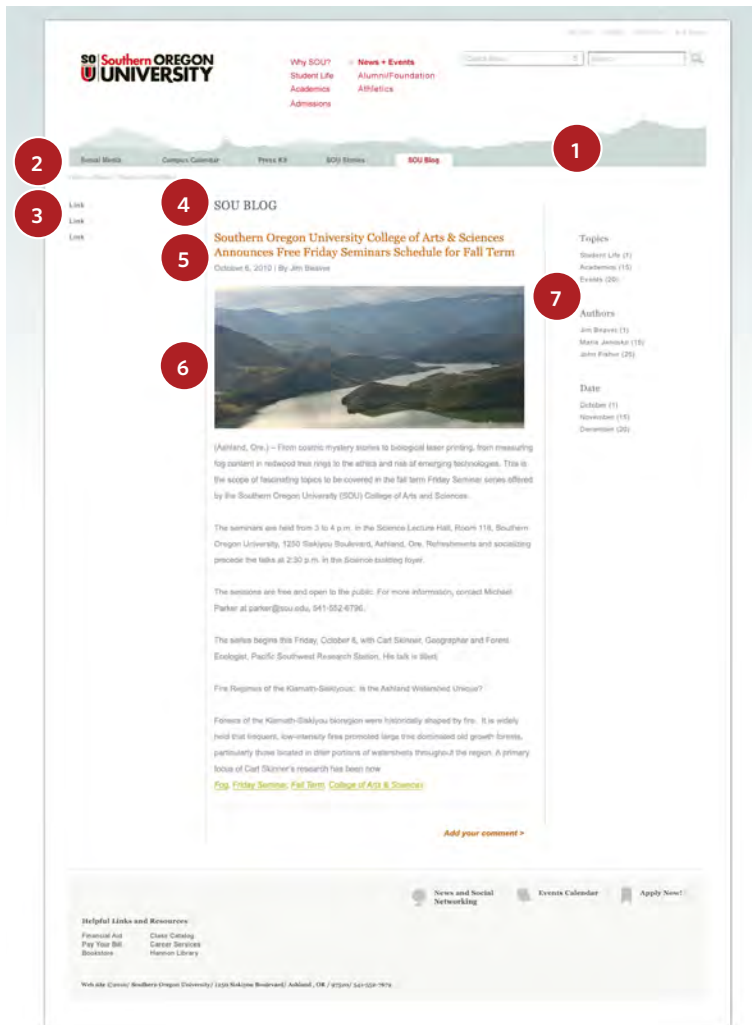 SO Southern OREGON
U UNIVERSITY
Why SOU?
Student Life
Academics
Admissions
News + Events
Alumni/Foundation
Athletics
1
2
Social Media Campus Calendar Press Kit SOU Stories SOU Blog
3
Link
Link
Link
4
SOU BLOG
5
Southern Oregon University College of Arts & Sciences
Announces Free Friday Seminars Schedule for Fall Term
October 6, 2010 | By Jim Beaver
6
(Ashland, Ore.) – From cosmic mystery stories to biological laser printing, from measuring
fog content in redwood tree rings to the ethics and rise of emerging technologies. This is
the scope of fascinating topics to be covered in the fall term Friday Seminar series offered
by the Southern Oregon University (SOU) College of Arts and Sciences.
The seminars are held from 3 to 4 p.m. in the Science Lecture Hall, Room 118, Southern
Oregon University, 1250 Siskiyou Boulevard, Ashland, Ore. Refreshments and socializing
precede the talks at 2:30 p.m. in the Science building foyer.
The sessions are free and open to the public. For more information, contact Michael
Parker at parker@sou.edu, 541-552-6796.
The series begins this Friday, October 8, with Carl Skinner, Geographer and Forest
Ecologist, Pacific Southwest Research Station. His talk is titled:
Fire Regimes of the Klamath-Siskiyous: Is the Ashland Watershed Unique?
Forests of the Klamath-Siskiyou bioregion were historically shaped by fire. It is widely
held that frequent, low-intensity fires promoted large tree dominated old growth forests,
particularly those located in drier portions of watersheds throughout the region. A primary
focus of Carl Skinner's research has been now
Fog, Friday Seminar, Fall Term, College of Arts & Sciences
Add your comment >
7
Topics
Student Life (1)
Academics (15)
Events (20)
Authors
Jim Beaver (1)
(15)
John Fisher (25)
Date
October (1)
November (15)
December (20)
News and Social
Networking
Events Calendar
Apply Now!
Helpful Links and Resources
Financial Aid
Pay Your Bill
Bookstore
Class Catalog
Career Services
Hannon Library
Southern Oregon University/ 1250 Siskiyou Boulevard/ Ashland , OR /